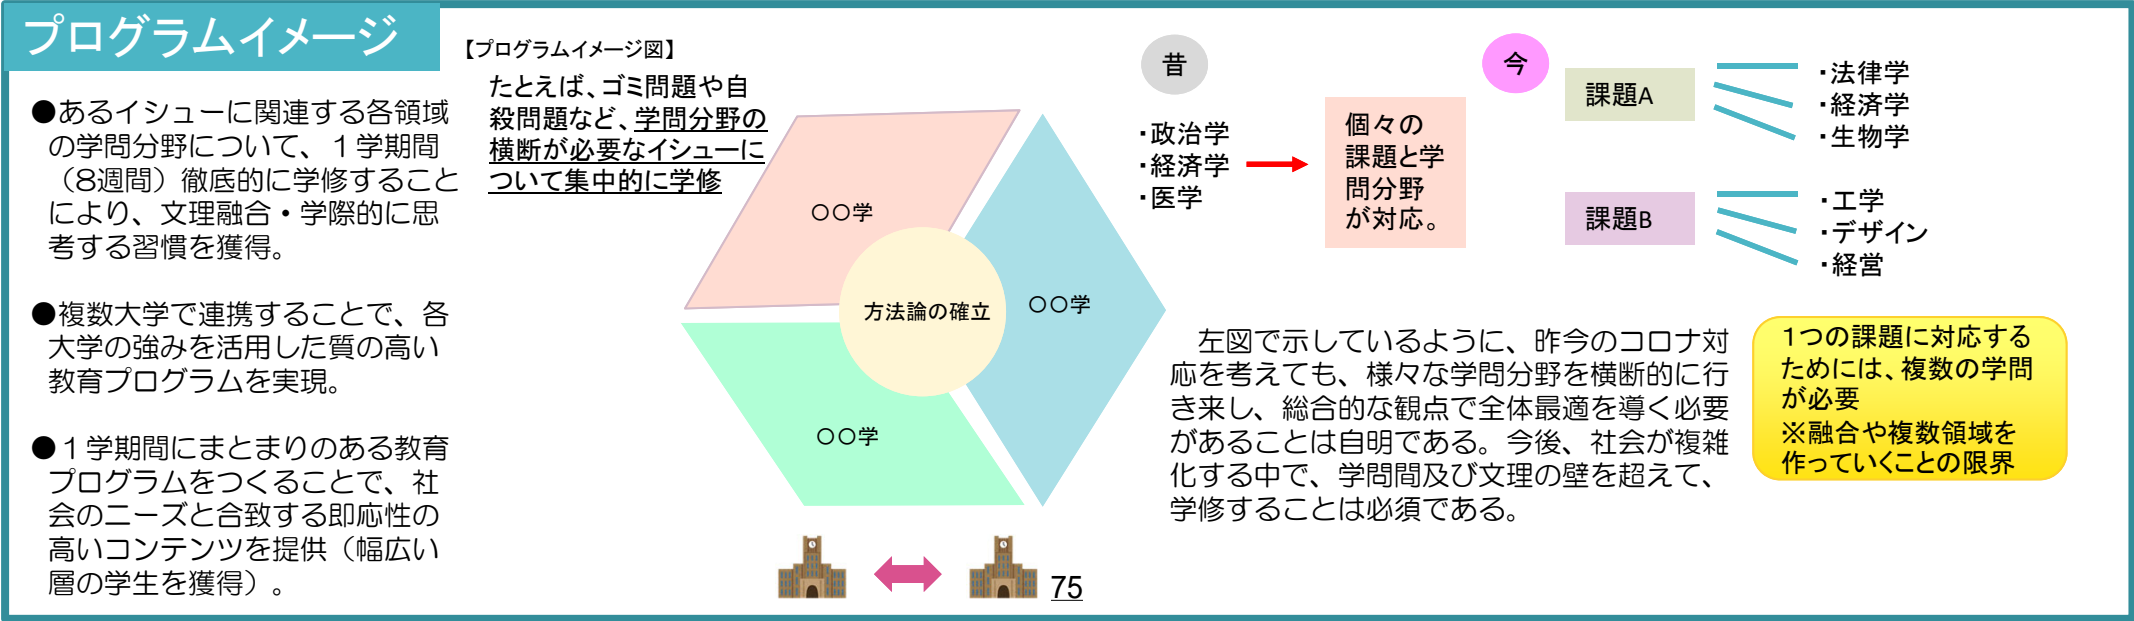 プログラムイメージ
●あるイシューに関連する各領域
の学問分野について、１学期間
（8週間）徹底的に学修すること
により、文理融合・学際的に思
考する習慣を獲得。
●複数大学で連携することで、各
大学の強みを活用した質の高い
教育プログラムを実現。
●１学期間にまとまりのある教育
プログラムをつくることで、社
会のニーズと合致する即応性の
高いコンテンツを提供（幅広い
層の学生を獲得）。
【プログラムイメージ図】
たとえば、ゴミ問題や自
殺問題など、学問分野の
横断が必要なイシューに
ついて集中的に学修
〇〇学
〇〇学
方法論の確立
〇〇学
75
昔
・政治学
・経済学
・医学
個々の
課題と学
問分野
が対応。
今
課題A
・法律学
・経済学
・生物学
課題B
・工学
・デザイン
・経営
左図で示しているように、昨今のコロナ対
応を考えても、様々な学問分野を横断的に行
き来し、総合的な観点で全体最適を導く必要
があることは自明である。今後、社会が複雑
化する中で、学問間及び文理の壁を超えて、
学修することは必須である。
１つの課題に対応する
ためには、複数の学問
が必要
※融合や複数領域を
作っていくことの限界